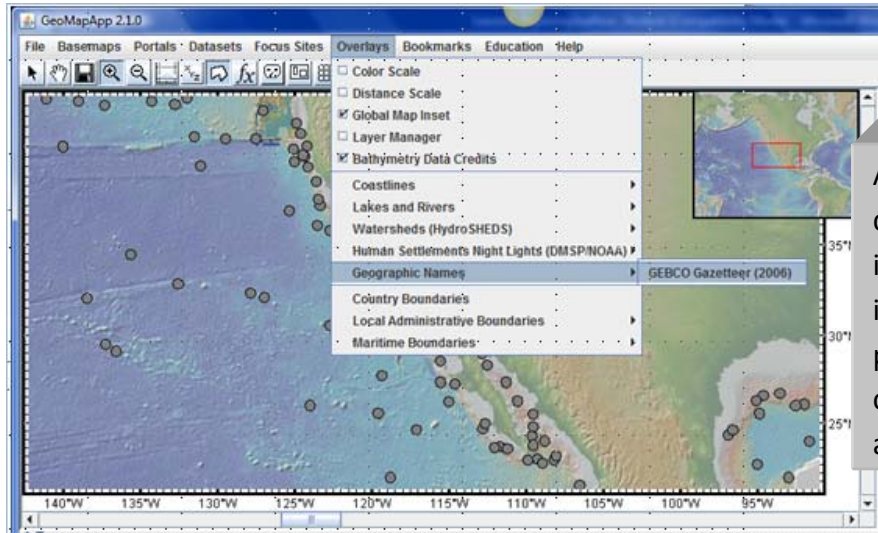 GeoMapApp 2.1.0
File Basemaps Portals Datasets Focus Sites Overlays Bookmarks Education Help
Color Scale
Distance Scale
Global Map Inset
Layer Manager
Bathymetry Data Credits
Coastlines
Lakes and Rivers
Watersheds (HydroSHEDS)
Human Settlements Night Lights (DMSP/NOAA)
Geographic Names
GEBCO Gazetteer (2006)
Country Boundaries
Local Administrative Boundaries
Maritime Boundaries
35°
30°
25°
140°W 135°W 130°W 125°W 120°W 115°W 110°W 105°W 100°W 95°W